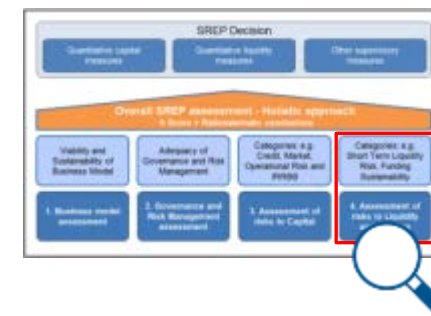 SREP Decision
Quantitative capital
measures
Quantitative liquidity
measures
Other supervisory
measures
Overall SREP assessment - Holistic approach
Viability and
Sustainability of
Business Model
Adequacy of
Governance and Risk
Management
Categories: e.g.
Credit, Market,
Operational Risk and
IRRBB
Categories: e.g.
Short Term Liquidity
Risk, Funding
Sustainability
1. Business model
assessment
2. Governance and
Risk Management
assessment
3. Assessment of
risks to Capital
4. Assessment of
risks to Liquidity